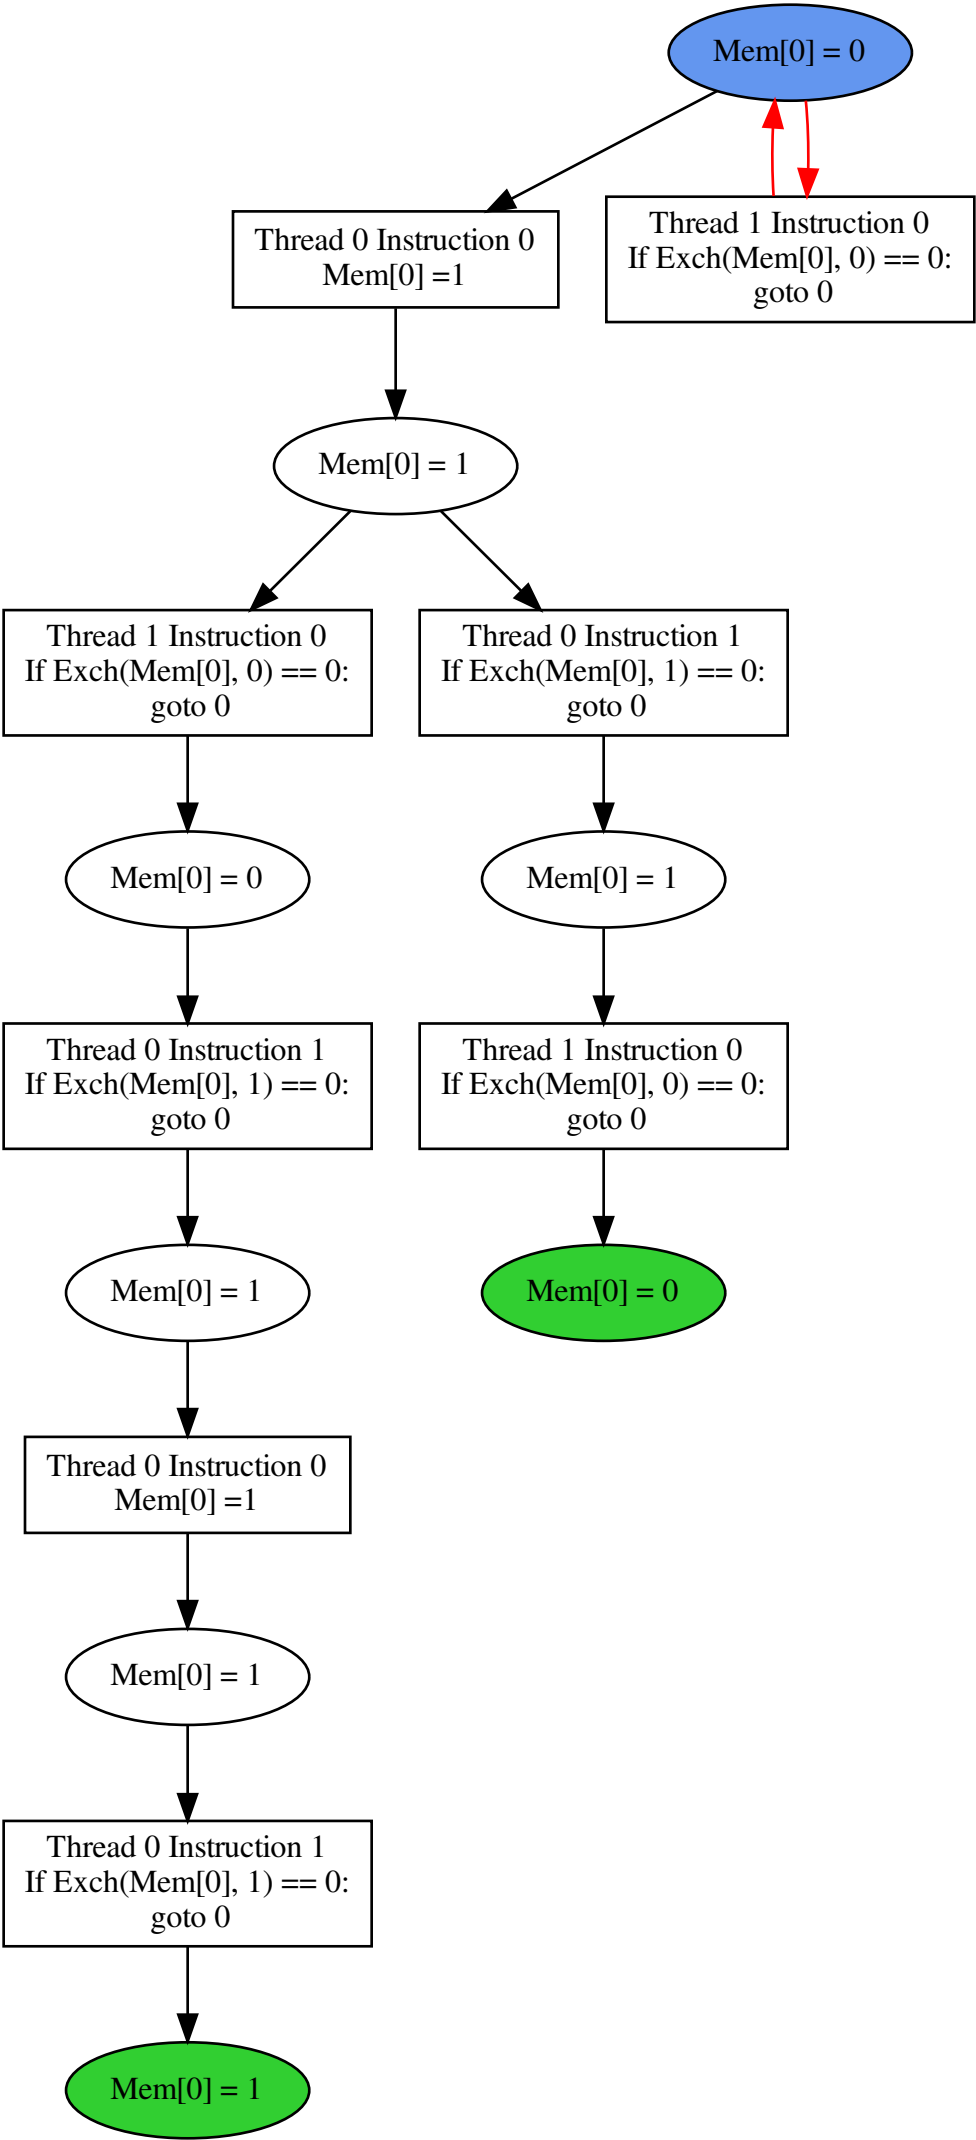 Mem[0] = 0
Thread 0 Instruction 0
Mem[0] =1
Thread 1 Instruction 0
If Exch(Mem[0], 0) == 0:
goto 0
Mem[0] = 1
Thread 1 Instruction 0
If Exch(Mem[0], 0) == 0:
goto 0
Thread 0 Instruction 1
If Exch(Mem[0], 1) == 0:
goto 0
Mem[0] = 0
Mem[0] = 1
Thread 0 Instruction 1
If Exch(Mem[0], 1) == 0:
goto 0
Thread 1 Instruction 0
If Exch(Mem[0], 0) == 0:
goto 0
Mem[0] = 1
Mem[0] = 0
Thread 0 Instruction 0
Mem[0] =1
Mem[0] = 1
Thread 0 Instruction 1
If Exch(Mem[0], 1) == 0:
goto 0
Mem[0] = 1